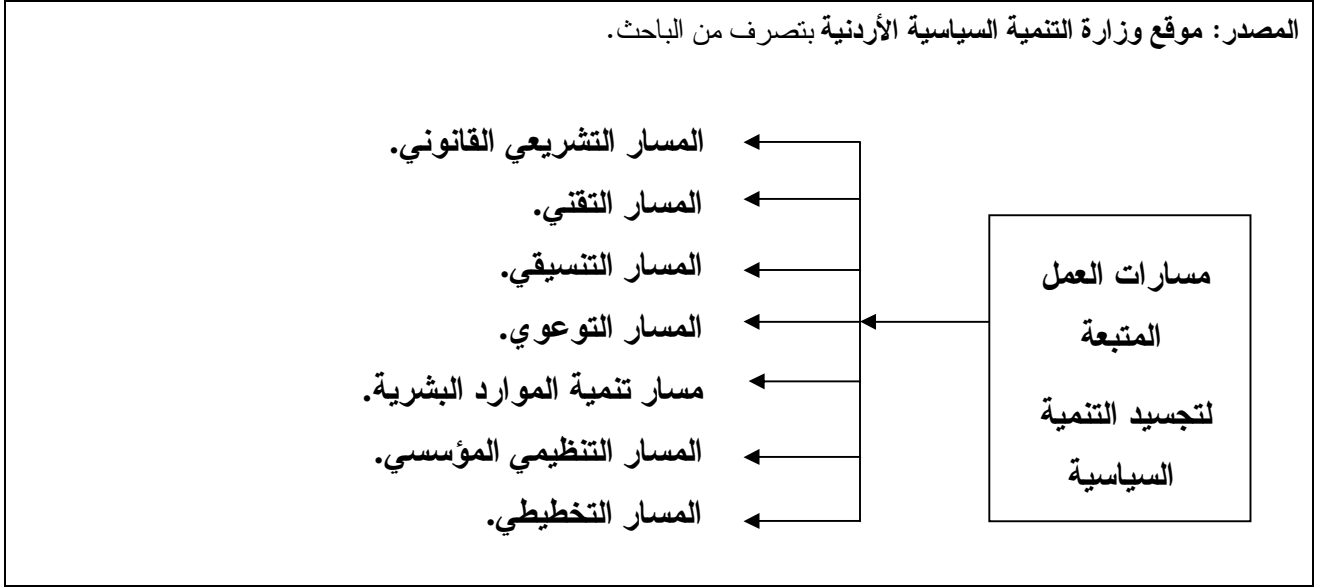 المصدر: موقع وزارة التنمية السياسية الأردنية بتصرف من الباحث.
مسارات العمل
المتبعة
لتجسيد التنمية
السياسية
المسار التشريعي القانوني.
المسار التقني.
المسار التنسيقي.
المسار التوعوي.
مسار تنمية الموارد البشرية.
المسار التنظيمي المؤسسي.
المسار التخطيطي.